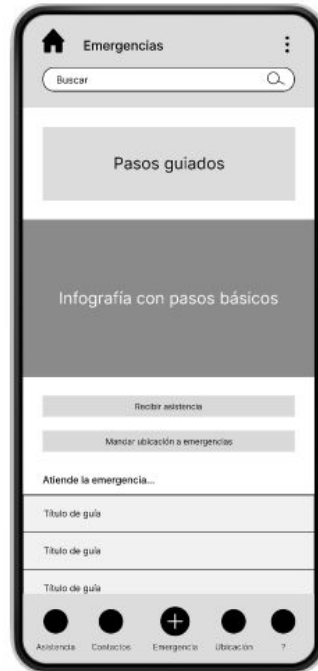 Emergencias
Buscar
Pasos guiados
Infografía con pasos básicos
Recibir asistencia
Mandar ubicación a emergencias
Atiende la emergencia...
Título de guía
Título de guía
Título de guía
Asistencia Contactos Emergencia Ubicación ?